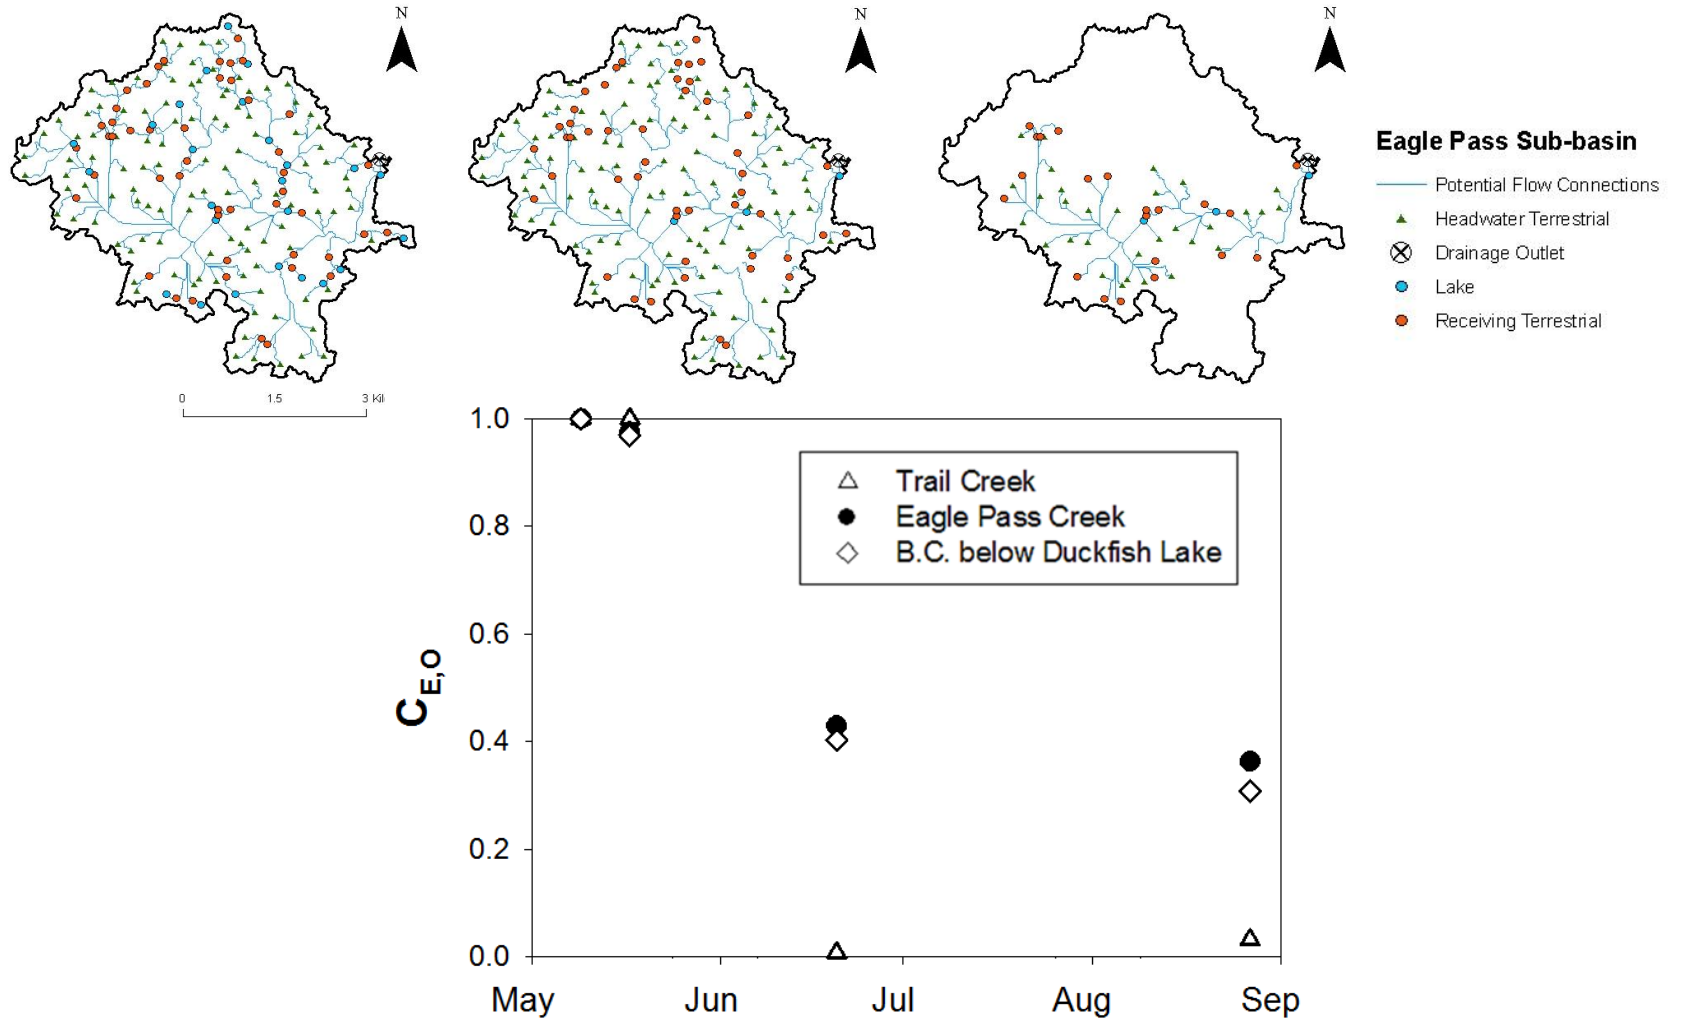 N
N
N
Eagle Pass Sub-basin
Potential Flow Connections
Headwater Terrestrial
Drainage Outlet
Lake
Receiving Terrestrial
0 1.5 3 Kil
1.0
0.8
0.6
0.4
0.2
0.0
C E,O
Trail Creek
Eagle Pass Creek
B.C. below Duckfish Lake
May Jun Jul Aug Sep